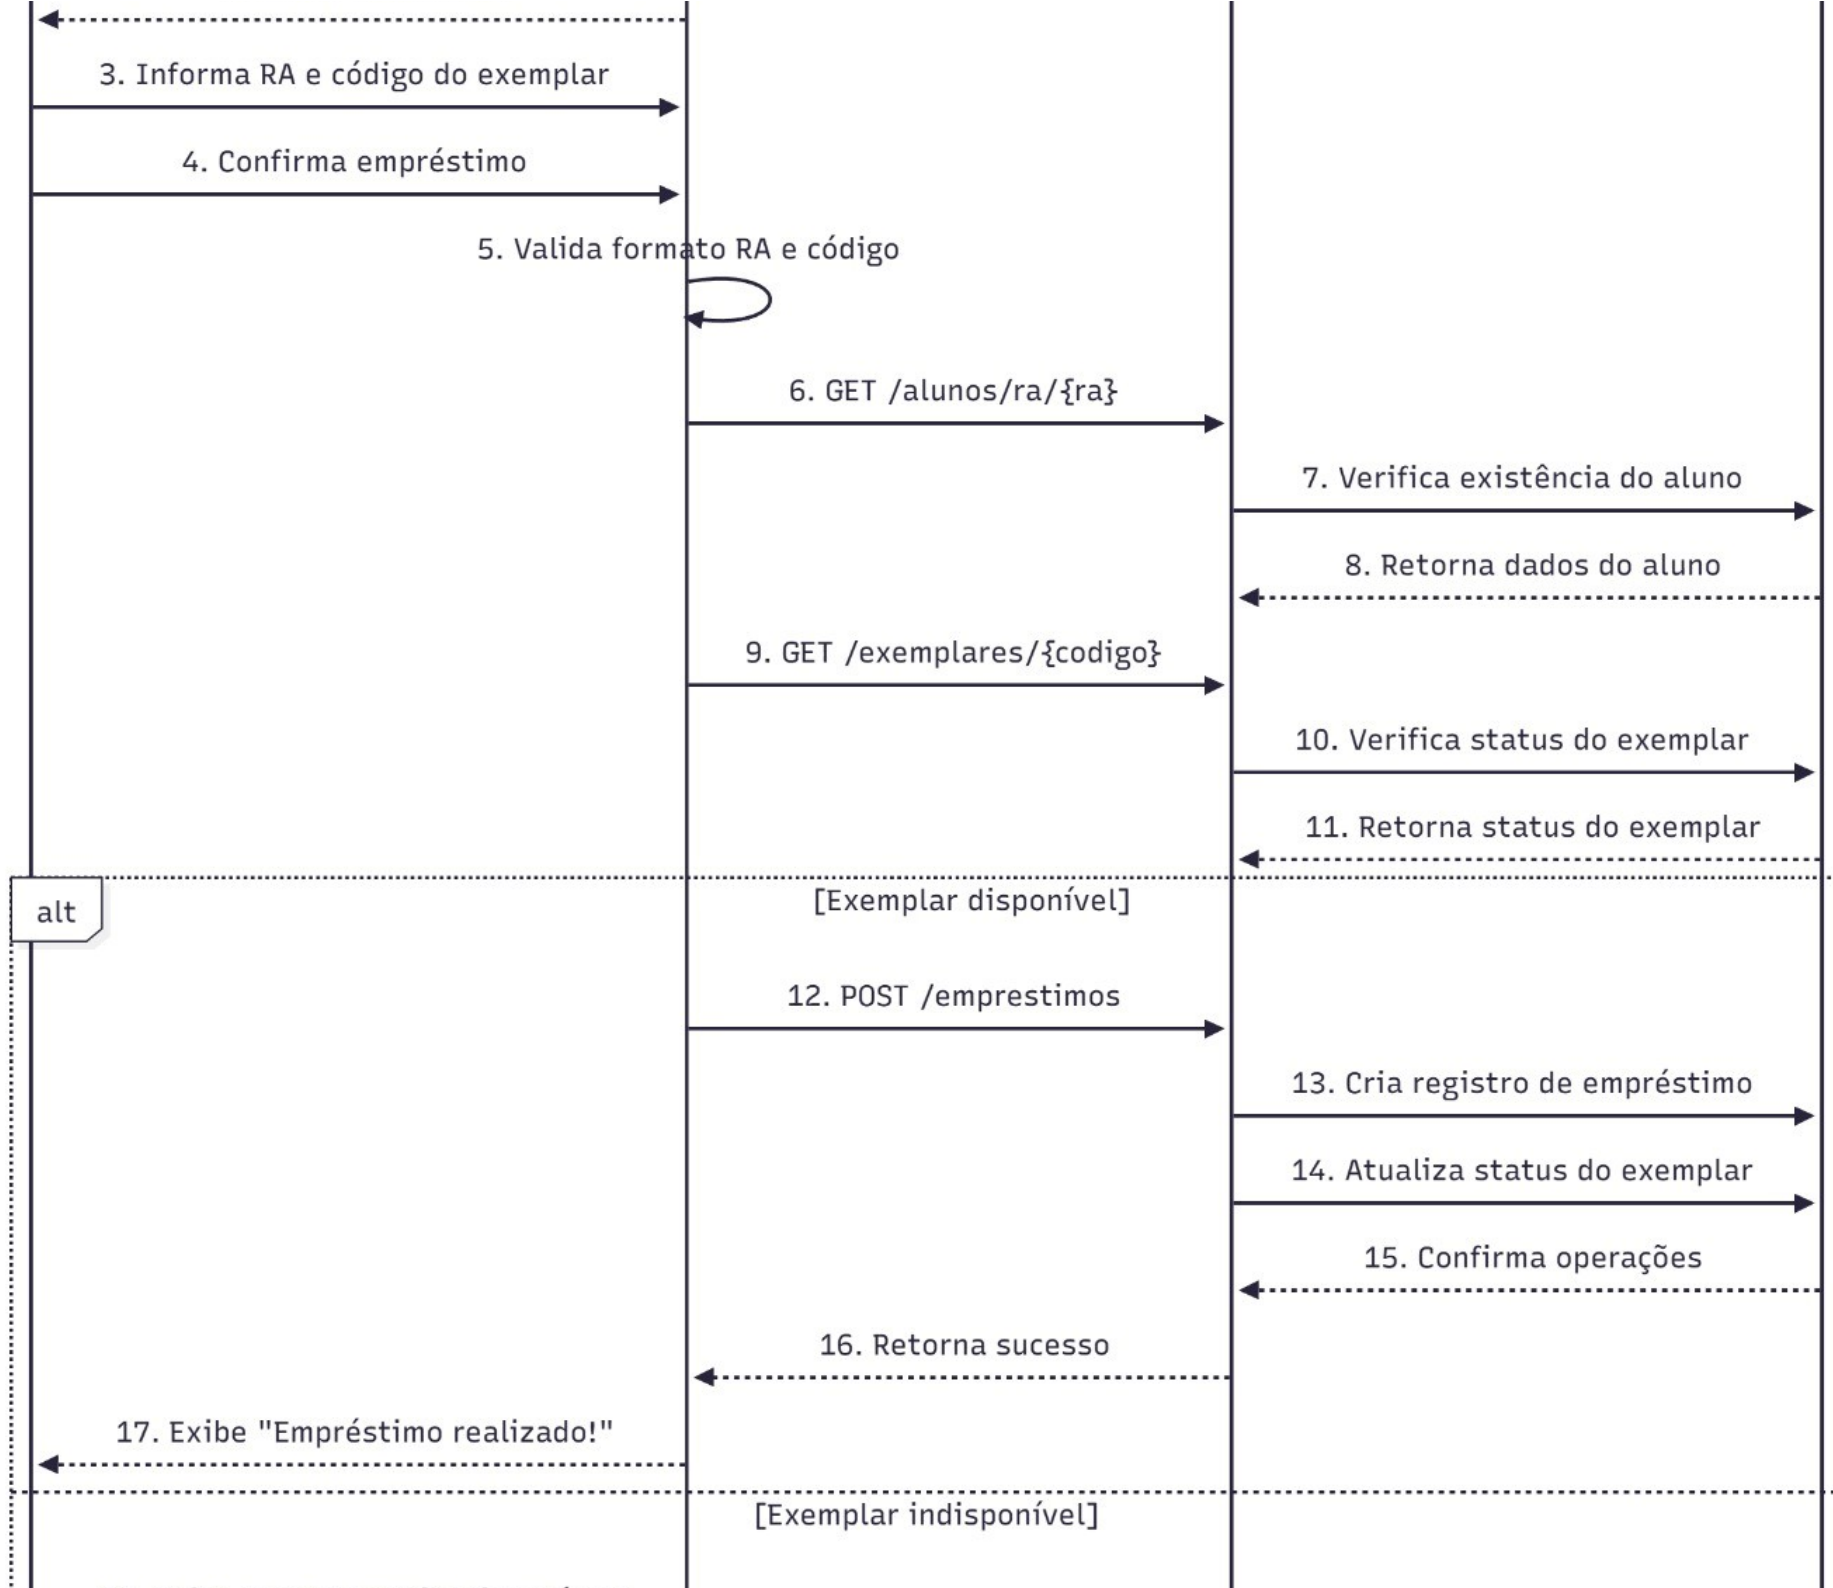 3. Informa RA e código do exemplar
4. Confirma empréstimo
5. Valida formato RA e código
6. GET /alunos/ra/{ra}
7. Verifica existência do aluno
8. Retorna dados do aluno
9. GET /exemplares/{codigo}
10. Verifica status do exemplar
11. Retorna status do exemplar
alt
[Exemplar disponível]
12. POST /emprestimos
13. Cria registro de empréstimo
14. Atualiza status do exemplar
15. Confirma operações
16. Retorna sucesso
17. Exibe "Empréstimo realizado!"
[Exemplar indisponível]